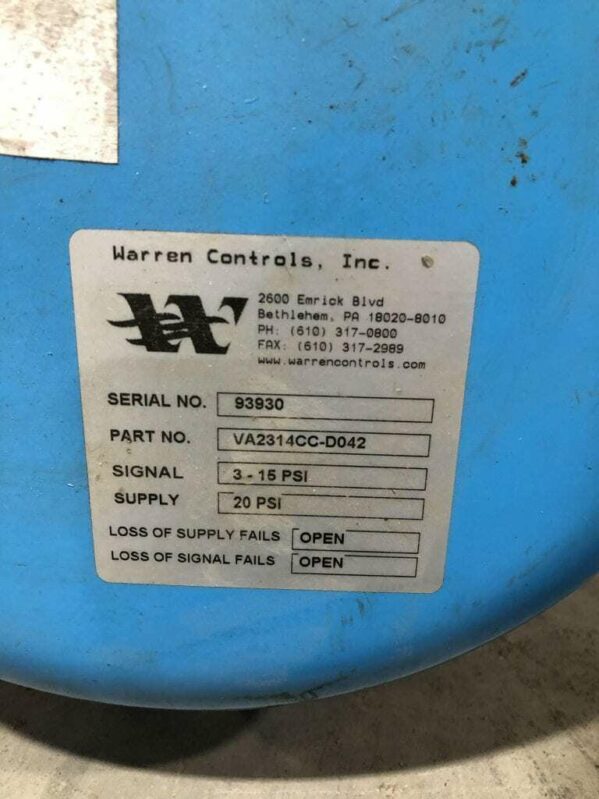 Warren Controls, Inc.
W
2600 Emrick Blvd
Bethlehem, PA 18020-8010
PH: (610) 317-0800
FAX: (610) 317-2989
www.warrencontrols.com
SERIAL NO. 93930
PART NO. VA2314CC-D042
SIGNAL 3 - 15 PSI
SUPPLY 20 PSI
LOSS OF SUPPLY FAILS OPEN
LOSS OF SIGNAL FAILS OPEN